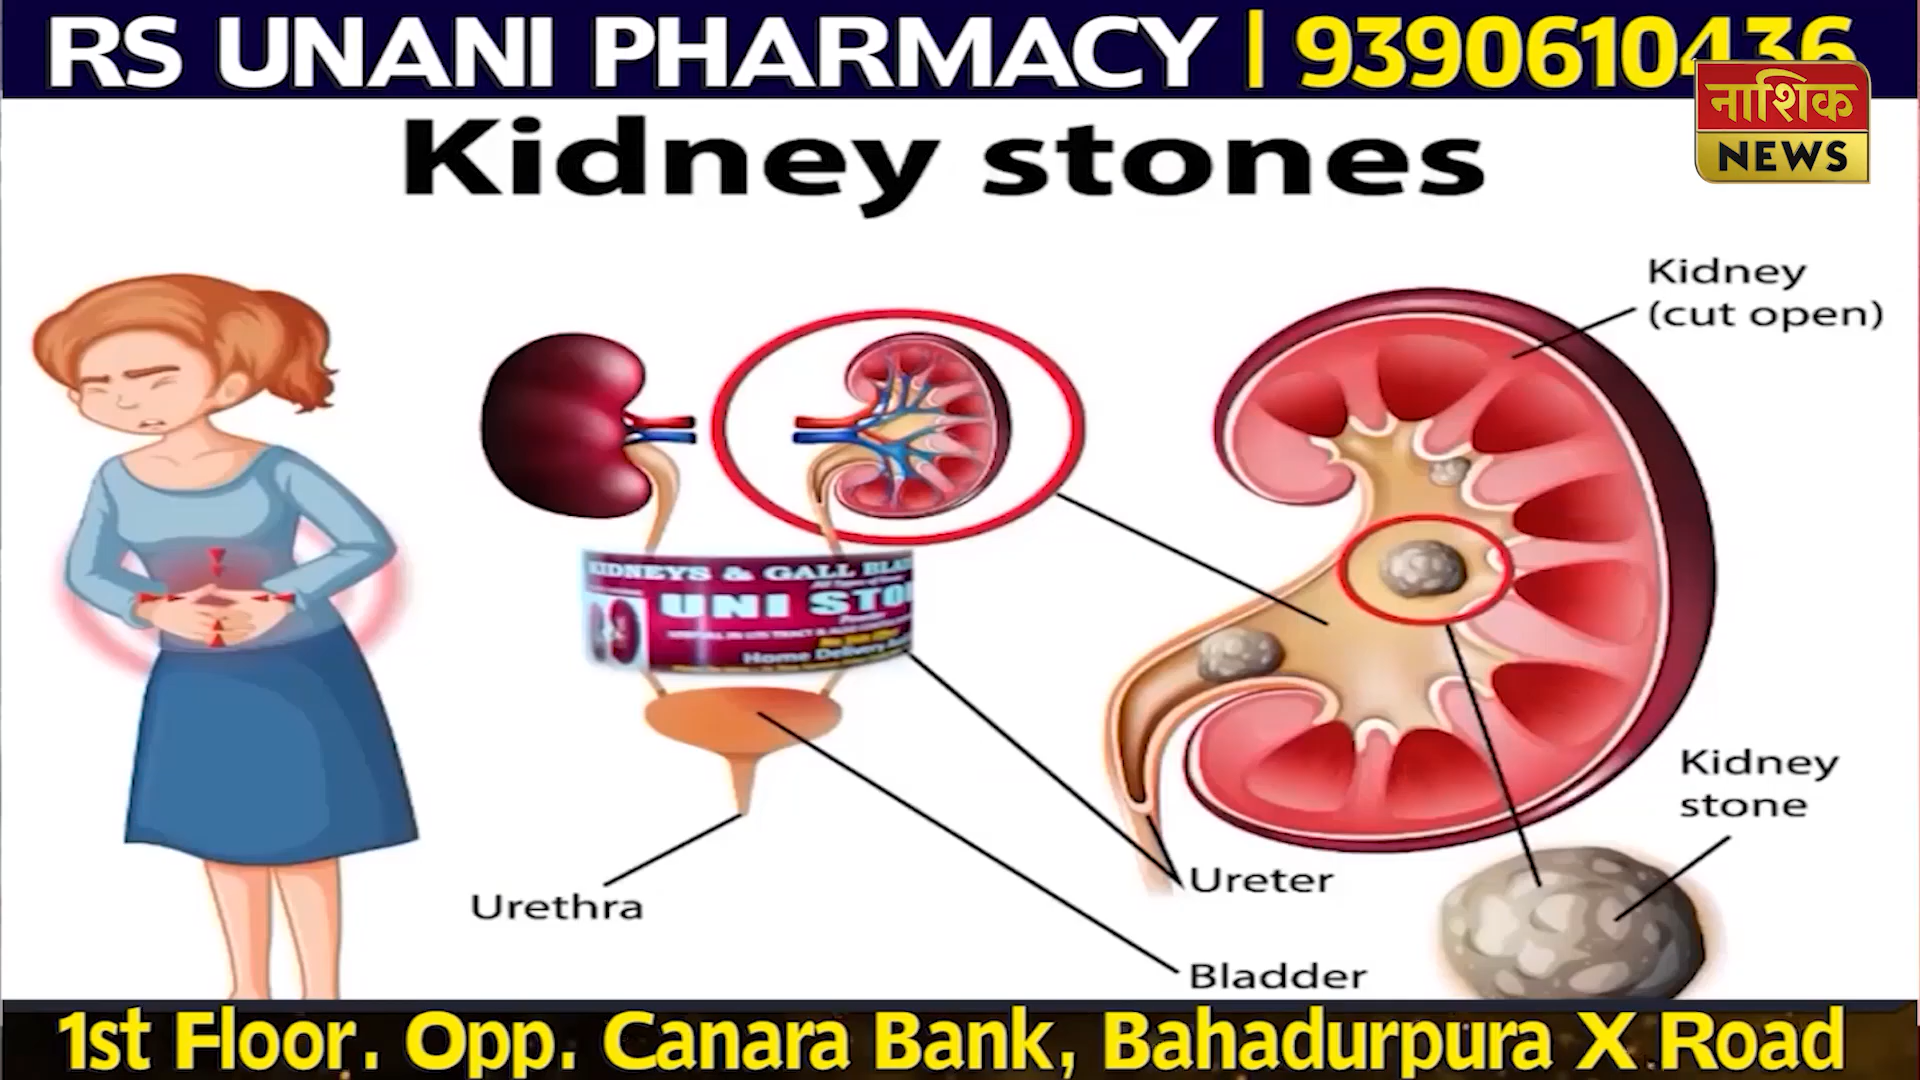 RS UNANI PHARMACY | 9390610436
नाशिक
NEWS
Kidney stones
Kidney
(cut open)
KIDNEYS & GALL BLA
UNI STO
Home Delivery
Kidney
stone
Ureter
Urethra
Bladder
1st Floor. Opp. Canara Bank, Bahadurpura X Road